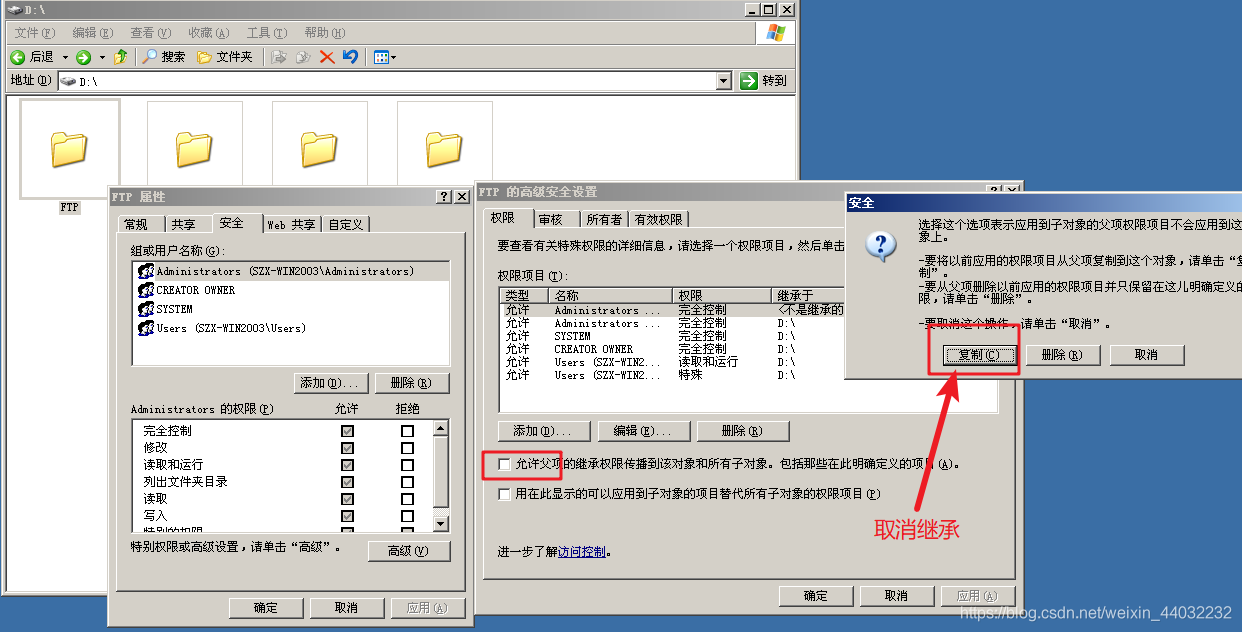 D:\
文件(F) 编辑(E) 查看(V) 收藏(A) 工具(T) 帮助(H)
后退 搜索 文件夹
地址(D) D:\ 转到
FTP
FTP 属性
常规 共享 安全 Web 共享 自定义
组或用户名称(G):
Administrators (SZX-WIN2003\Administrators)
CREATOR OWNER
SYSTEM
Users (SZX-WIN2003\Users)
添加(D)... 删除(R)
Administrators 的权限(P) 允许 拒绝
完全控制
修改
读取和运行
列出文件夹目录
读取
写入
特别的权限
特别权限或高级设置，请单击“高级”。
高级(V)
确定 取消 应用(A)
FTP 的高级安全设置
权限 审核 所有者 有效权限
要查看有关特殊权限的详细信息，请选择一个权限项目，然后单击
权限项目(T):
类型 名称 权限 继承于
允许 Administrators ... 完全控制 <不是继承的
允许 Administrators ... 完全控制 D:\
允许 SYSTEM 完全控制 D:\
允许 CREATOR OWNER 完全控制 D:\
允许 Users (SZX-WIN2... 读取和运行 D:\
允许 Users (SZX-WIN2... 特殊 D:\
添加(D)... 编辑(E)... 删除(R)
允许父项的继承权限传播到该对象和所有子对象。包括那些在此明确定义的项目(A)。
用在此显示的可以应用到子对象的项目替代所有子对象的权限项目(P)
进一步了解访问控制。
确定 取消 应用(A)
安全
选择这个选项表示应用到子对象的父项权限项目不会应用到这
象上。
-要将以前应用的权限项目从父项复制到这个对象，请单击“复
制”。
-要从父项删除以前应用的权限项目并只保留在这儿明确定义的
限，请单击“删除”。
-要取消这个操作，请单击“取消”。
复制(C) 删除(R) 取消
取消继承
https://blog.csdn.net/weixin_44032232